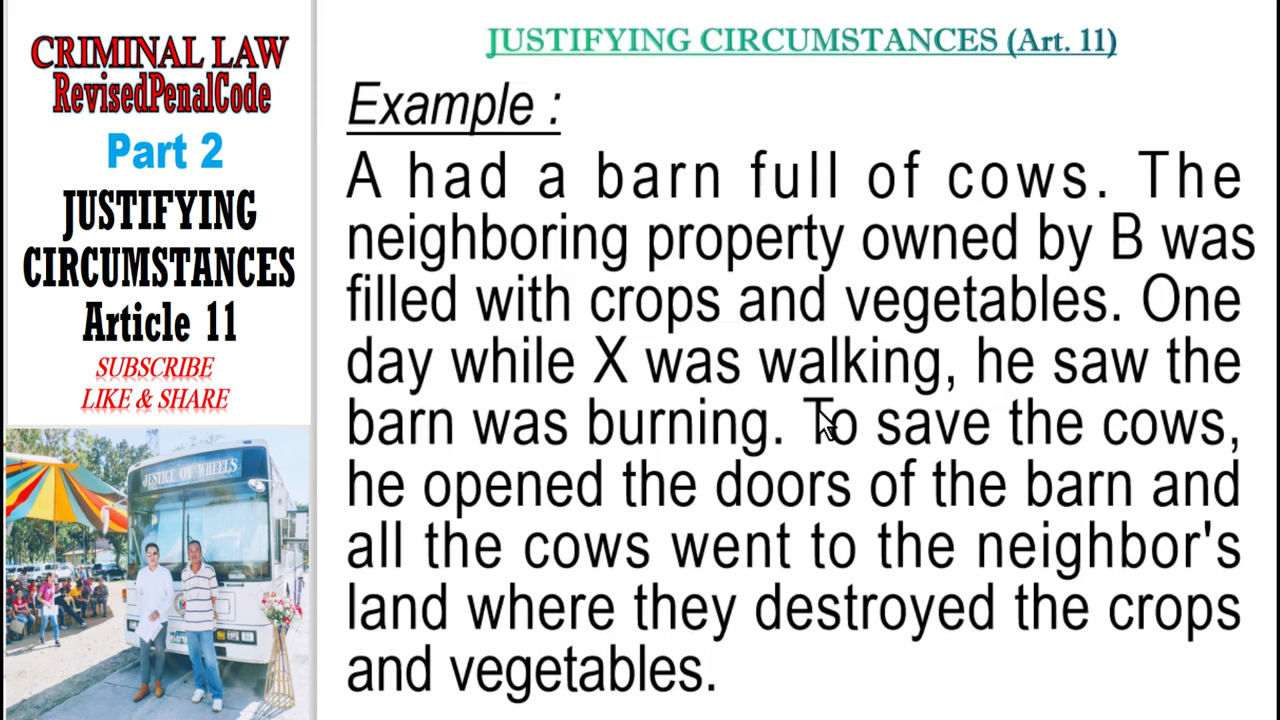 CRIMINAL LAW
RevisedPenalCode
Part 2
JUSTIFYING
CIRCUMSTANCES
Article 11
SUBSCRIBE
LIKE & SHARE
JUSTICE ON WHEELS
JUSTIFYING CIRCUMSTANCES (Art. 11)
Example :
A had a barn full of cows. The
neighboring property owned by B was
filled with crops and vegetables. One
day while X was walking, he saw the
barn was burning. To save the cows,
he opened the doors of the barn and
all the cows went to the neighbor's
land where they destroyed the crops
and vegetables.